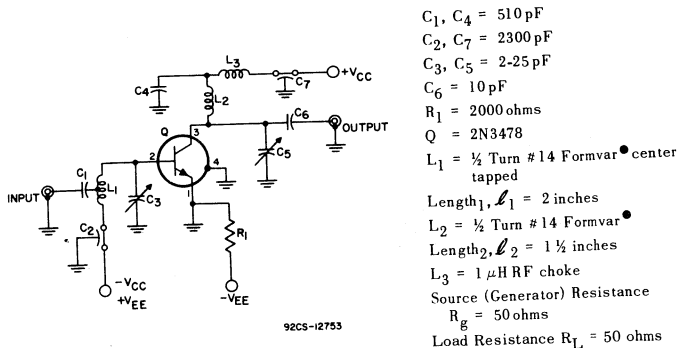 L3
+VCC
C4
C7
L2
C6
Q
3
OUTPUT
2
4
C5
C1
L1
INPUT
C3
1
C2
R1
-VCC
+VEE
-VEE
92CS-12753
C1, C4 = 510 pF
C2, C7 = 2300 pF
C3, C5 = 2-25 pF
C6 = 10 pF
R1 = 2000 ohms
Q = 2N3478
L1 = ½ Turn #14 Formvar● center
tapped
Length1, ℓ1 = 2 inches
L2 = ½ Turn #14 Formvar●
Length2, ℓ2 = 1½ inches
L3 = 1 μH RF choke
Source (Generator) Resistance
Rg = 50 ohms
Load Resistance RL = 50 ohms